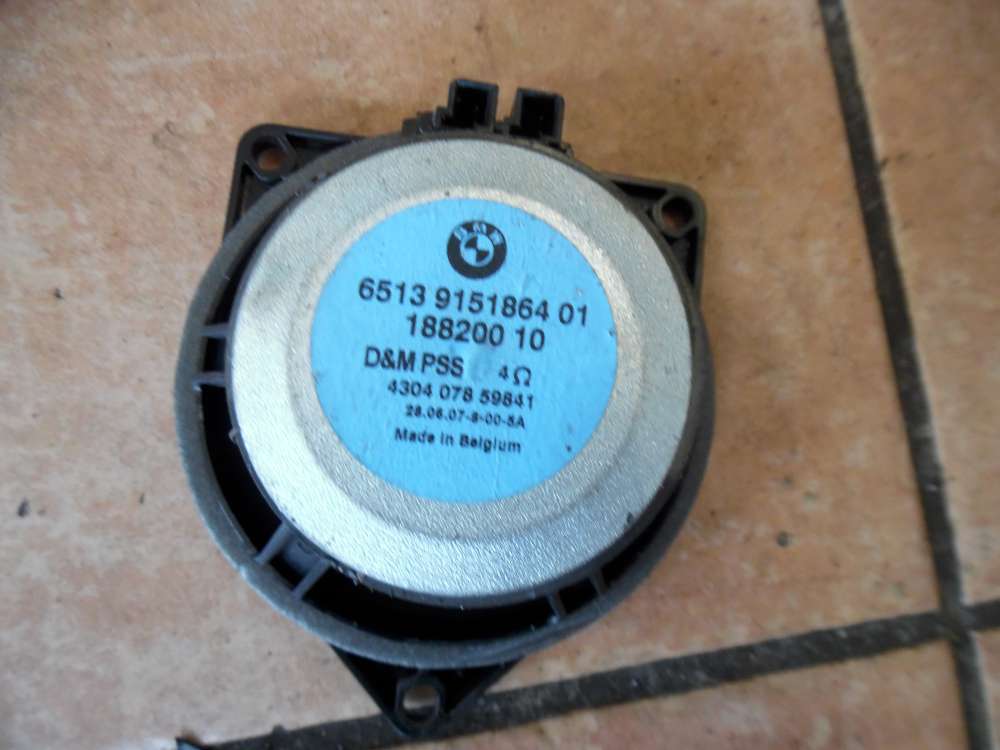 BMW
6513 9151864 01
188200 10
D&M PSS 4Ω
4304 078 59841
28.06.07-8-00-5A
Made in Belgium